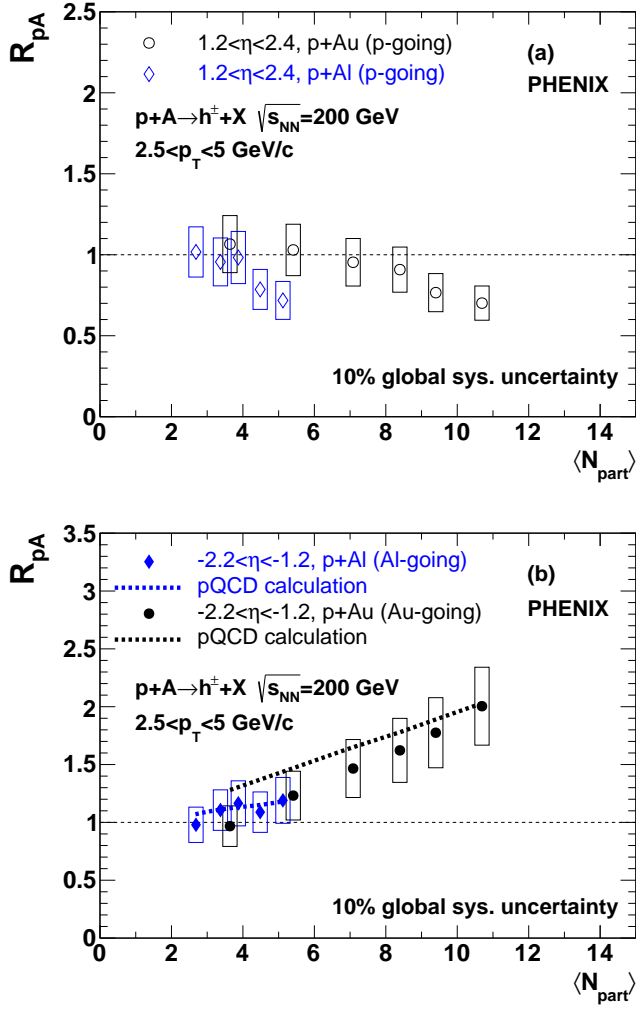 R_pA
2.5
2
1.5
1
0.5
0
1.2<η<2.4, p+Au (p-going)
1.2<η<2.4, p+Al (p-going)
(a)
PHENIX
p+A→h^± +X √s_NN=200 GeV
2.5<p_T<5 GeV/c
10% global sys. uncertainty
0 2 4 6 8 10 12 14
⟨N_part⟩
R_pA
3.5
3
2.5
2
1.5
1
0.5
0
-2.2<η<-1.2, p+Al (Al-going)
pQCD calculation
-2.2<η<-1.2, p+Au (Au-going)
pQCD calculation
(b)
PHENIX
p+A→h^± +X √s_NN=200 GeV
2.5<p_T<5 GeV/c
10% global sys. uncertainty
0 2 4 6 8 10 12 14
⟨N_part⟩